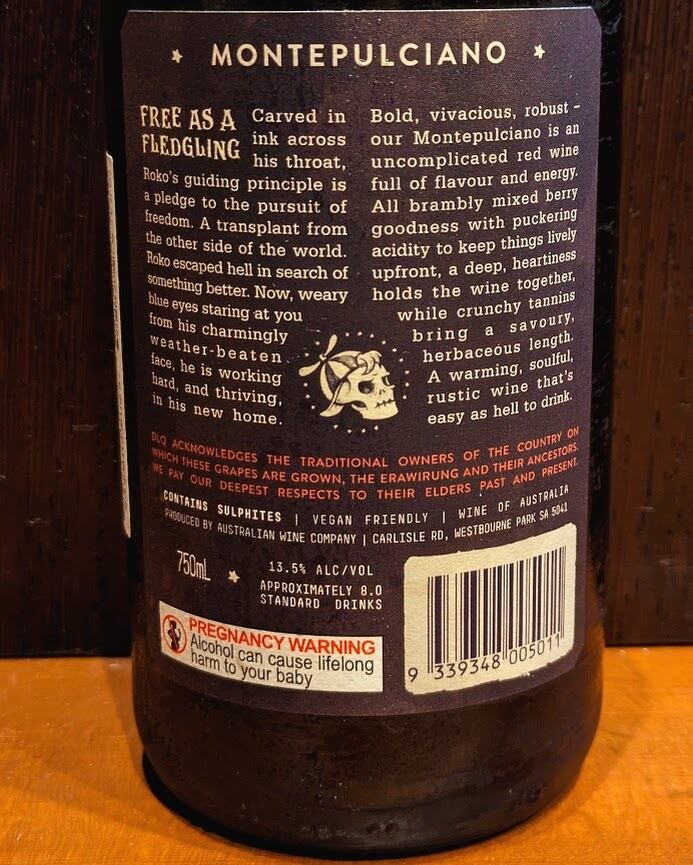 MONTEPULCIANO
FREE AS A
FLEDGLING
Carved in
ink across
his throat,
Roko's guiding principle is
a pledge to the pursuit of
freedom. A transplant from
the other side of the world.
Roko escaped hell in search of
something better. Now, weary
blue eyes staring at you
from his charmingly
weather-beaten
face, he is working
hard, and thriving,
in his new home.
Bold, vivacious, robust –
our Montepulciano is an
uncomplicated red wine
full of flavour and energy.
All brambly mixed berry
goodness with puckering
acidity to keep things lively
upfront, a deep, heartiness
holds the wine together,
while crunchy tannins
bring a savoury,
herbaceous length.
A warming, soulful,
rustic wine that's
easy as hell to drink.
DLQ ACKNOWLEDGES THE TRADITIONAL OWNERS OF THE COUNTRY ON
WHICH THESE GRAPES ARE GROWN, THE ERAWIRUNG AND THEIR ANCESTORS.
WE PAY OUR DEEPEST RESPECTS TO THEIR ELDERS PAST AND PRESENT.
CONTAINS SULPHITES | VEGAN FRIENDLY | WINE OF AUSTRALIA
PRODUCED BY AUSTRALIAN WINE COMPANY | CARLISLE RD, WESTBOURNE PARK SA 5041
750mL
13.5% ALC/VOL
APPROXIMATELY 8.0
STANDARD DRINKS
PREGNANCY WARNING
Alcohol can cause lifelong
harm to your baby
9 339348 005011